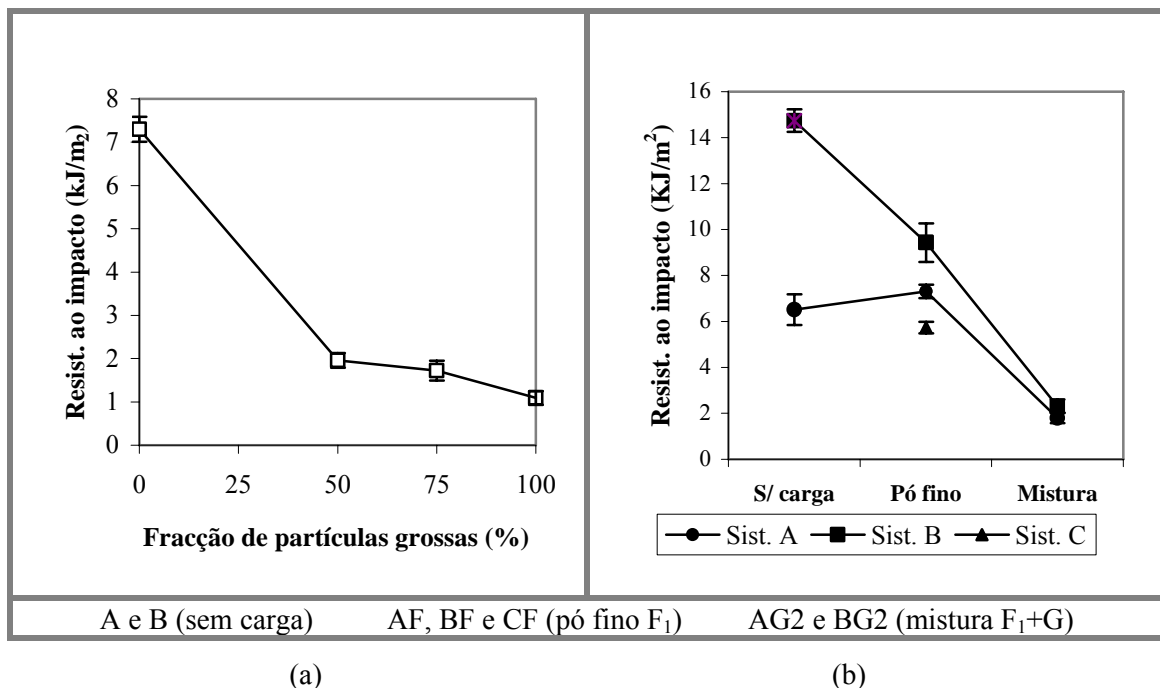 Resist. ao impacto (kJ/m₂)
8
7
6
5
4
3
2
1
0
0 25 50 75 100
Fracção de partículas grossas (%)
Resist. ao impacto (KJ/m²)
16
14
12
10
8
6
4
2
0
S/ carga Pó fino Mistura
Sist. A Sist. B Sist. C
A e B (sem carga) AF, BF e CF (pó fino F₁) AG2 e BG2 (mistura F₁+G)
(a) (b)